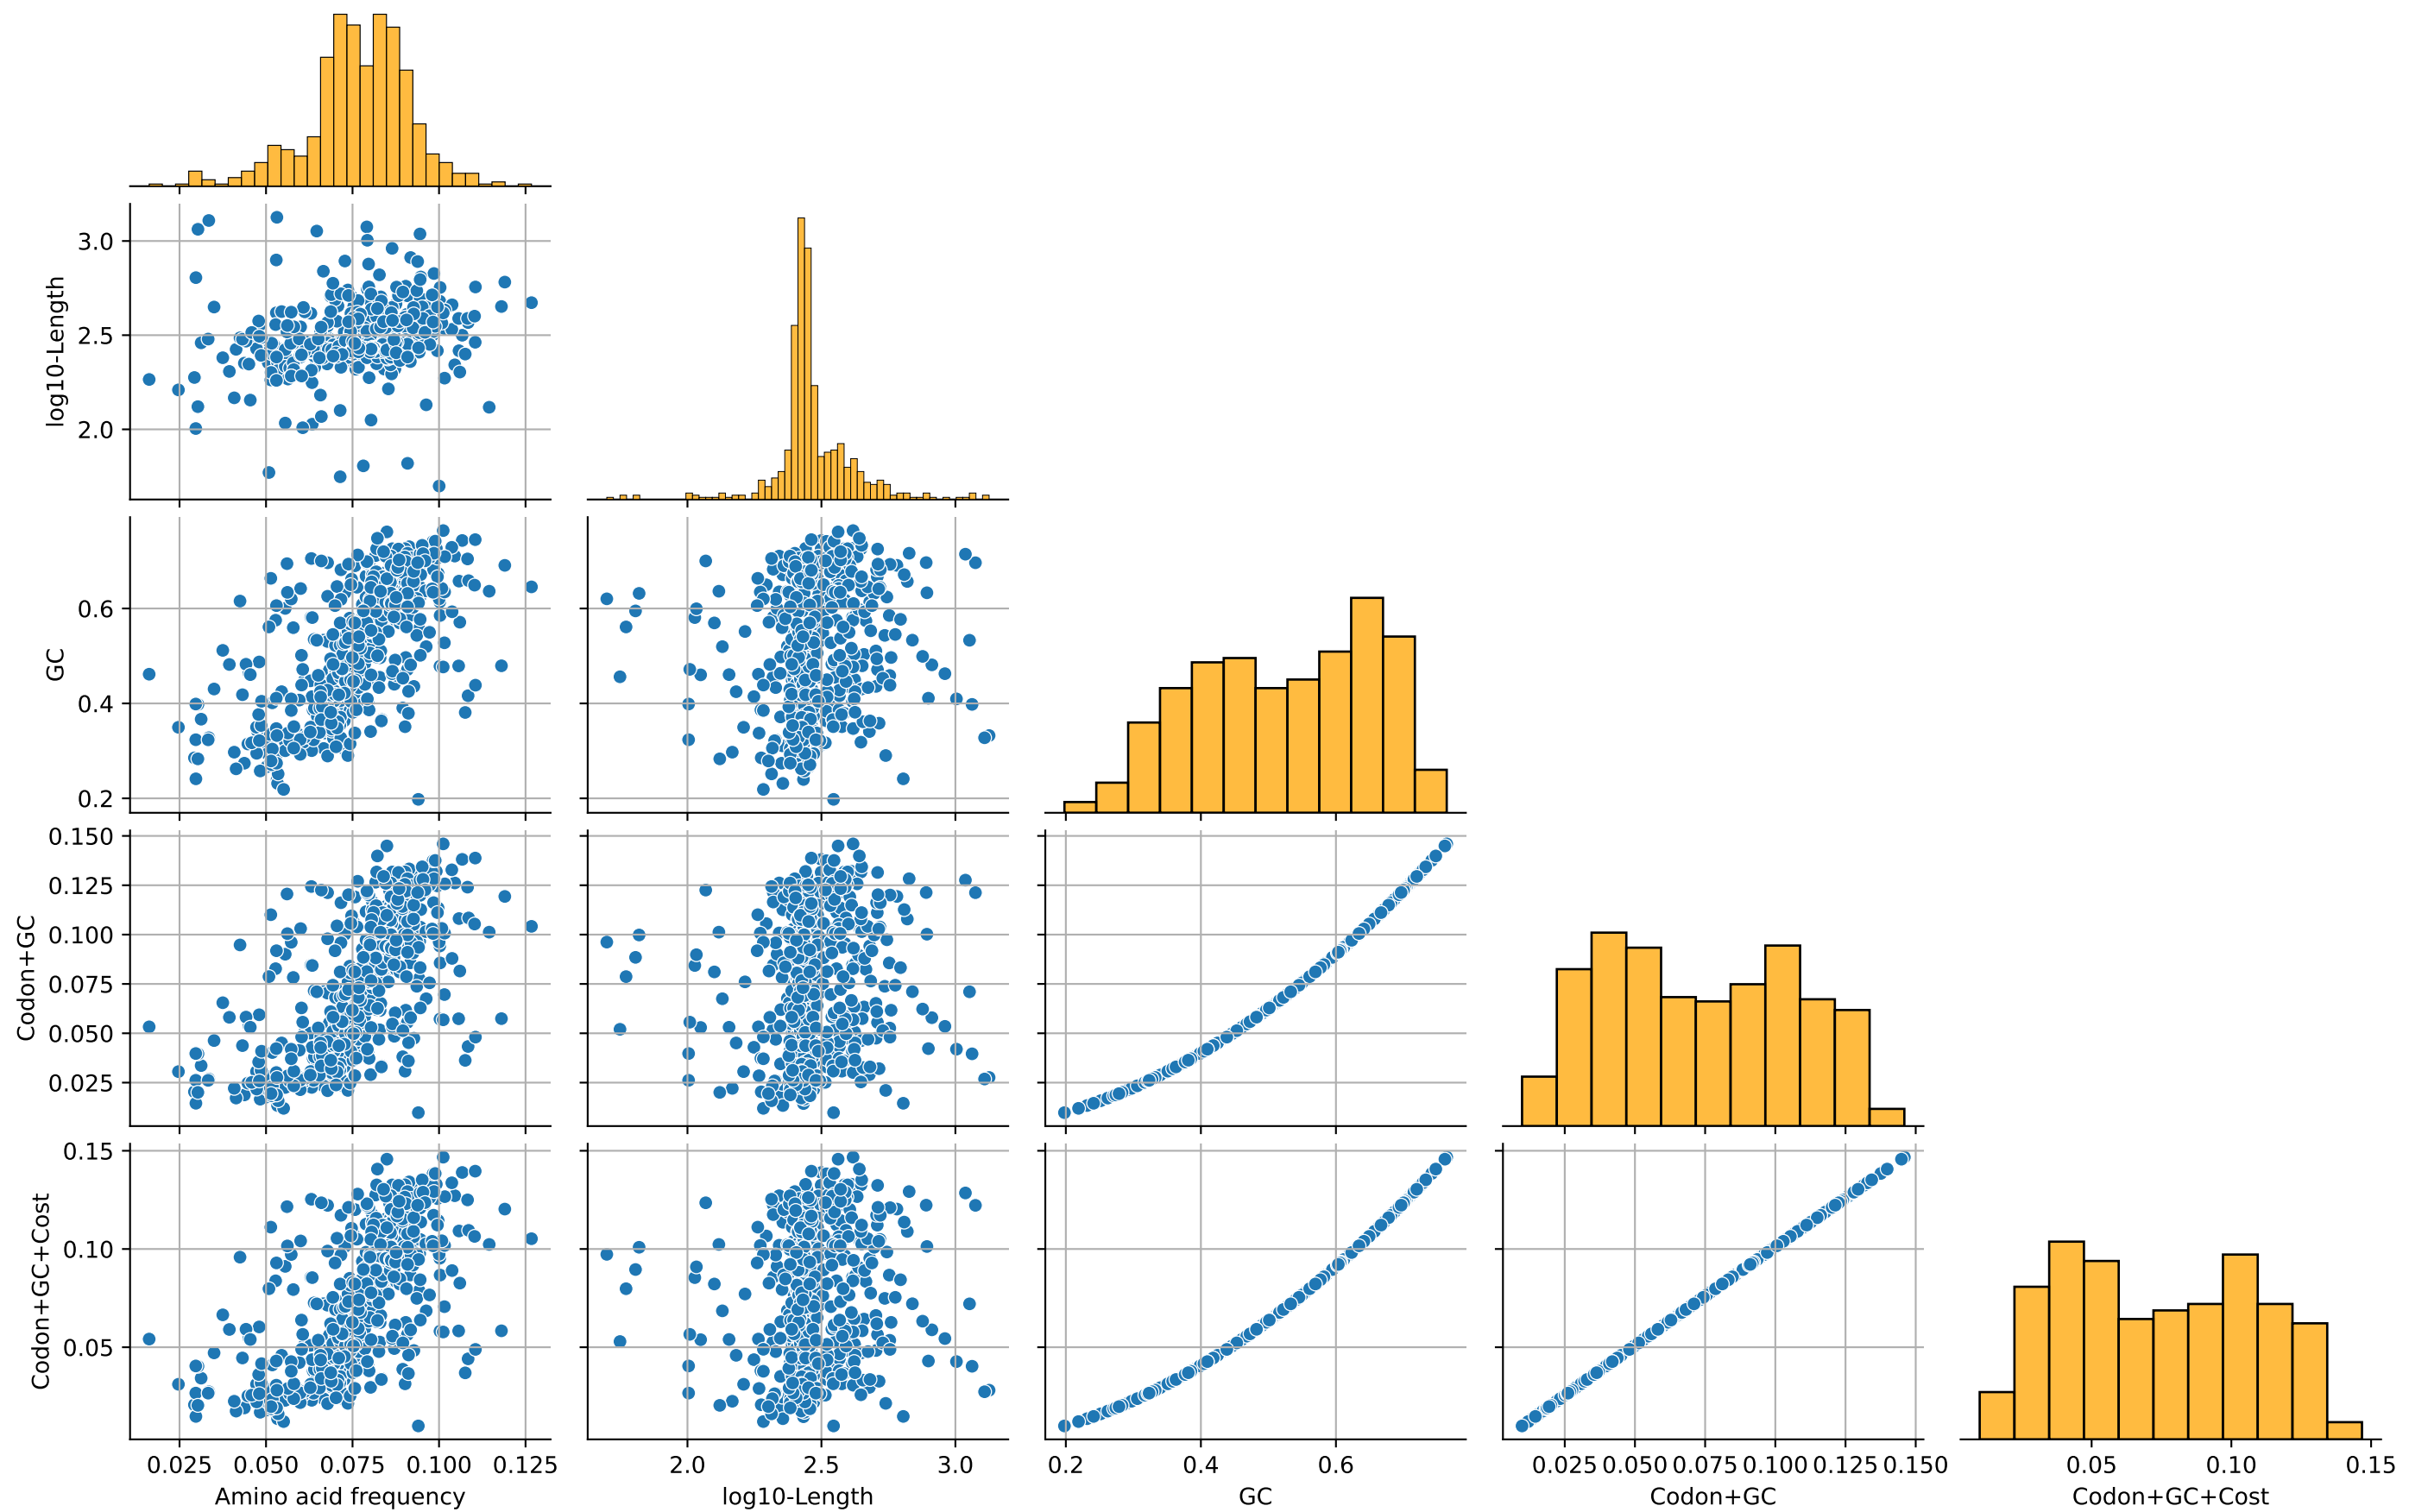 3.0
2.5
2.0
log10-Length
0.6
0.4
0.2
GC
0.150
0.125
0.100
0.075
0.050
0.025
Codon+GC
0.15
0.10
0.05
Codon+GC+Cost
0.025 0.050 0.075 0.100 0.125
2.0 2.5 3.0
0.2 0.4 0.6
0.025 0.050 0.075 0.100 0.125 0.150
0.05 0.10 0.15
Amino acid frequency
log10-Length
GC
Codon+GC
Codon+GC+Cost